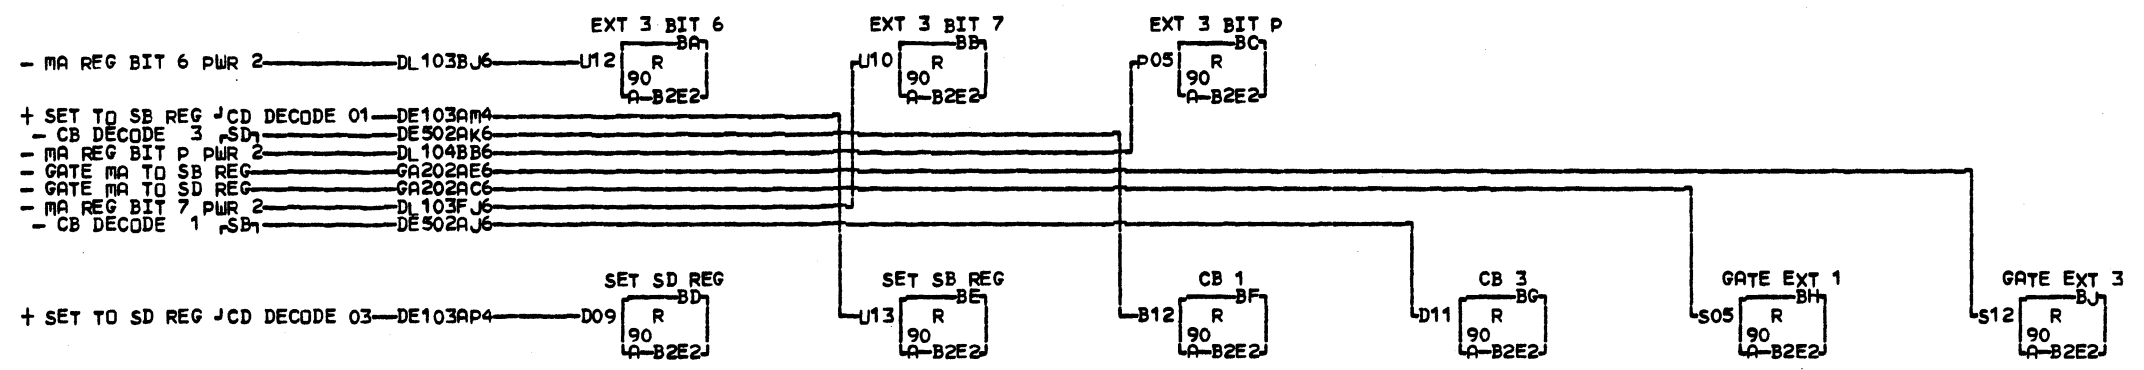 EXT 3 BIT 6 EXT 3 BIT 7 EXT 3 BIT P
BA BB BC
- MA REG BIT 6 PWR 2 DL103BJ6 U12 R U10 R P05 R
90 90 90
A B2E2 A B2E2 A B2E2
+ SET TO SB REG ┘CD DECODE 01 DE103AM4
- CB DECODE 3 ┌SD┐ DE502AK6
- MA REG BIT P PWR 2 DL104BB6
- GATE MA TO SB REG GA202AE6
- GATE MA TO SD REG GA202AC6
- MA REG BIT 7 PWR 2 DL103FJ6
- CB DECODE 1 ┌SB┐ DE502AJ6
SET SD REG SET SB REG CB 1 CB 3 GATE EXT 1 GATE EXT 3
BD BE BF BG BH BJ
+ SET TO SD REG ┘CD DECODE 03 DE103AP4 D09 R U13 R B12 R D11 R S05 R S12 R
90 90 90 90 90 90
A B2E2 A B2E2 A B2E2 A B2E2 A B2E2 A B2E2